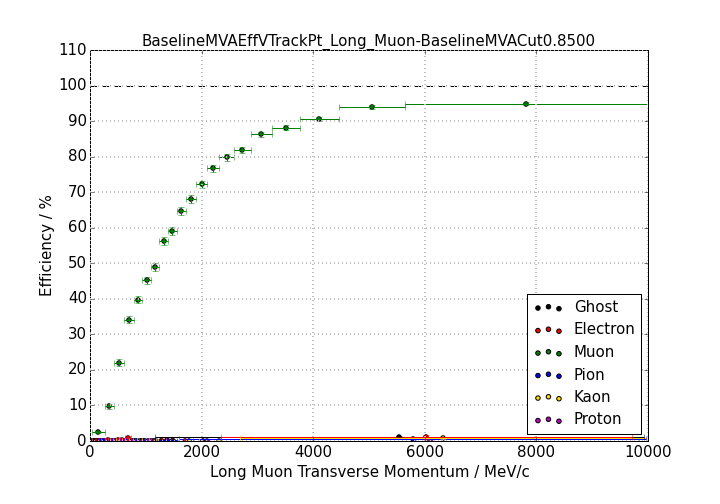 BaselineMVAEffVTrackPt_Long_Muon-BaselineMVACut0.8500
110
100
90
80
70
60
50
40
30
20
10
0
Efficiency / %
Ghost
Electron
Muon
Pion
Kaon
Proton
0 2000 4000 6000 8000 10000
Long Muon Transverse Momentum / MeV/c